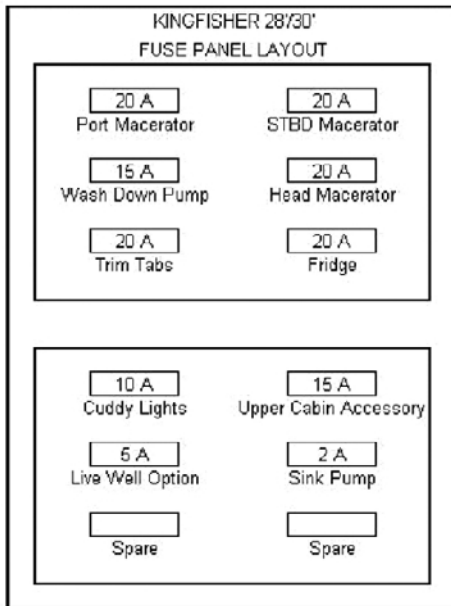 KINGFISHER 28'/30'
FUSE PANEL LAYOUT
20 A 20 A
Port Macerator STBD Macerator
15 A 20 A
Wash Down Pump Head Macerator
20 A 20 A
Trim Tabs Fridge
10 A 15 A
Cuddy Lights Upper Cabin Accessory
5 A 2 A
Live Well Option Sink Pump
Spare Spare